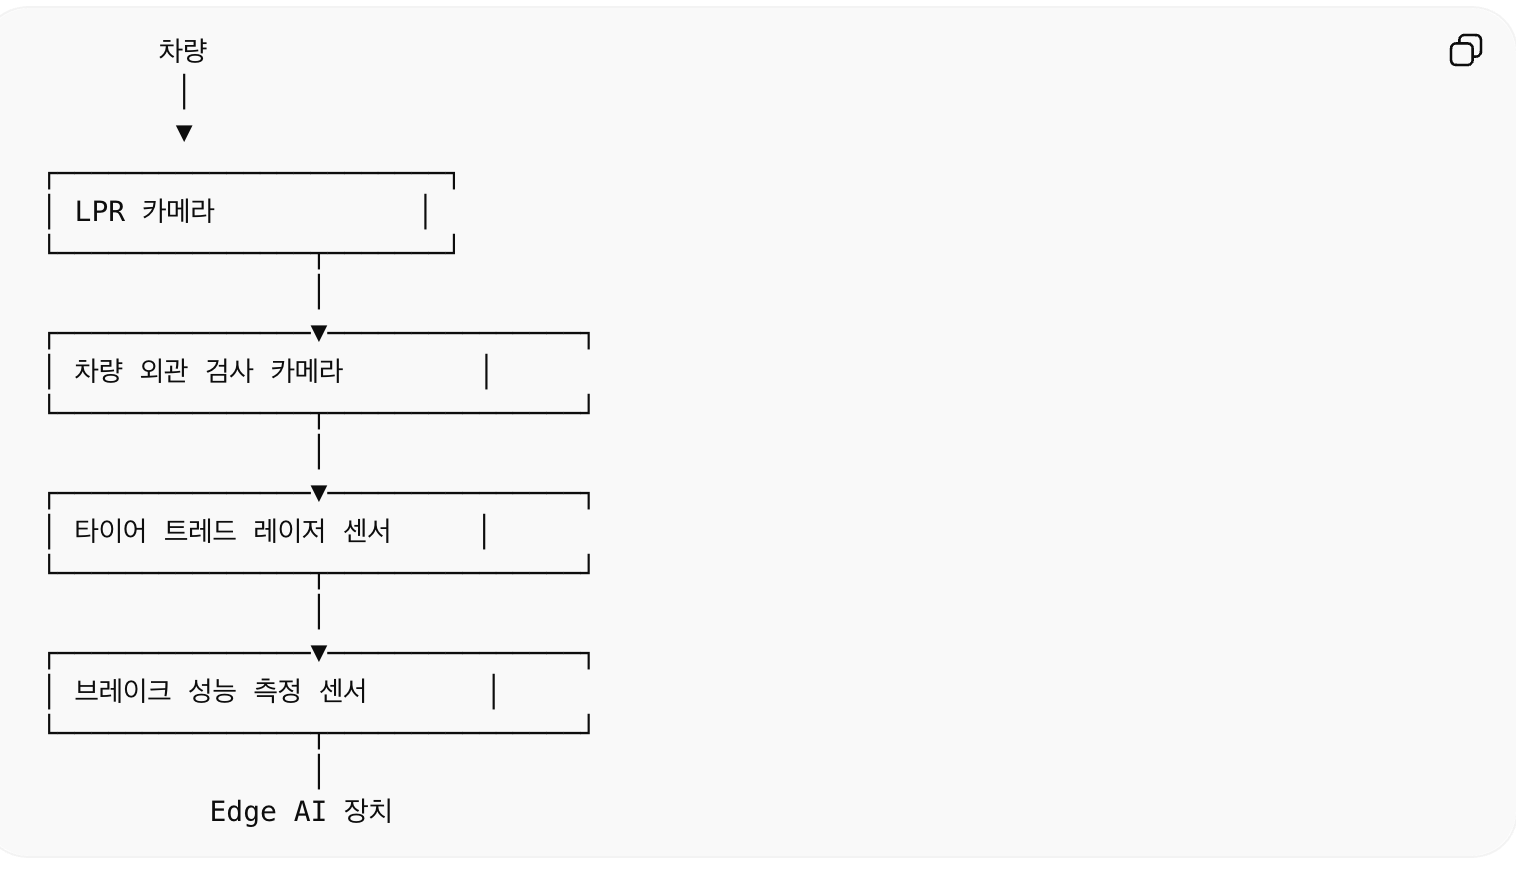 차량
LPR 카메라
차량 외관 검사 카메라
타이어 트레드 레이저 센서
브레이크 성능 측정 센서
Edge AI 장치